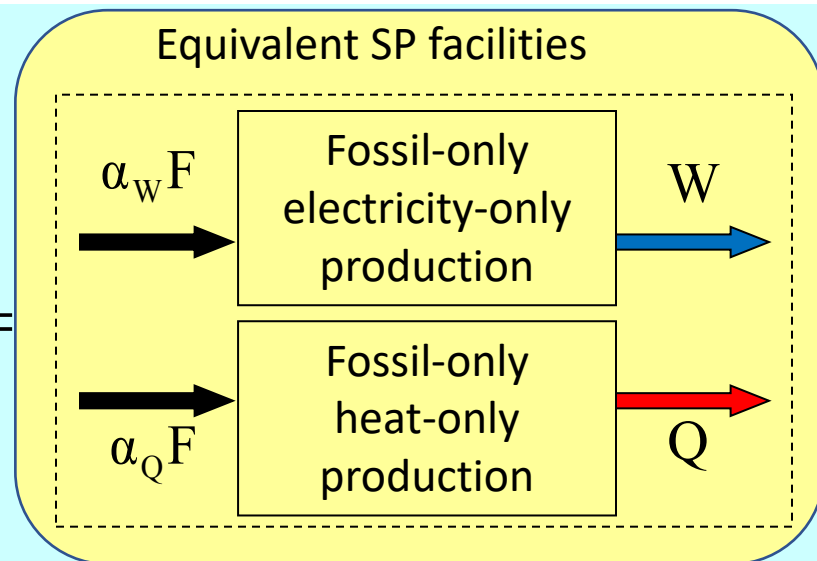 Equivalent SP facilities
α_W F
Fossil-only
electricity-only
production
W
=
α_Q F
Fossil-only
heat-only
production
Q